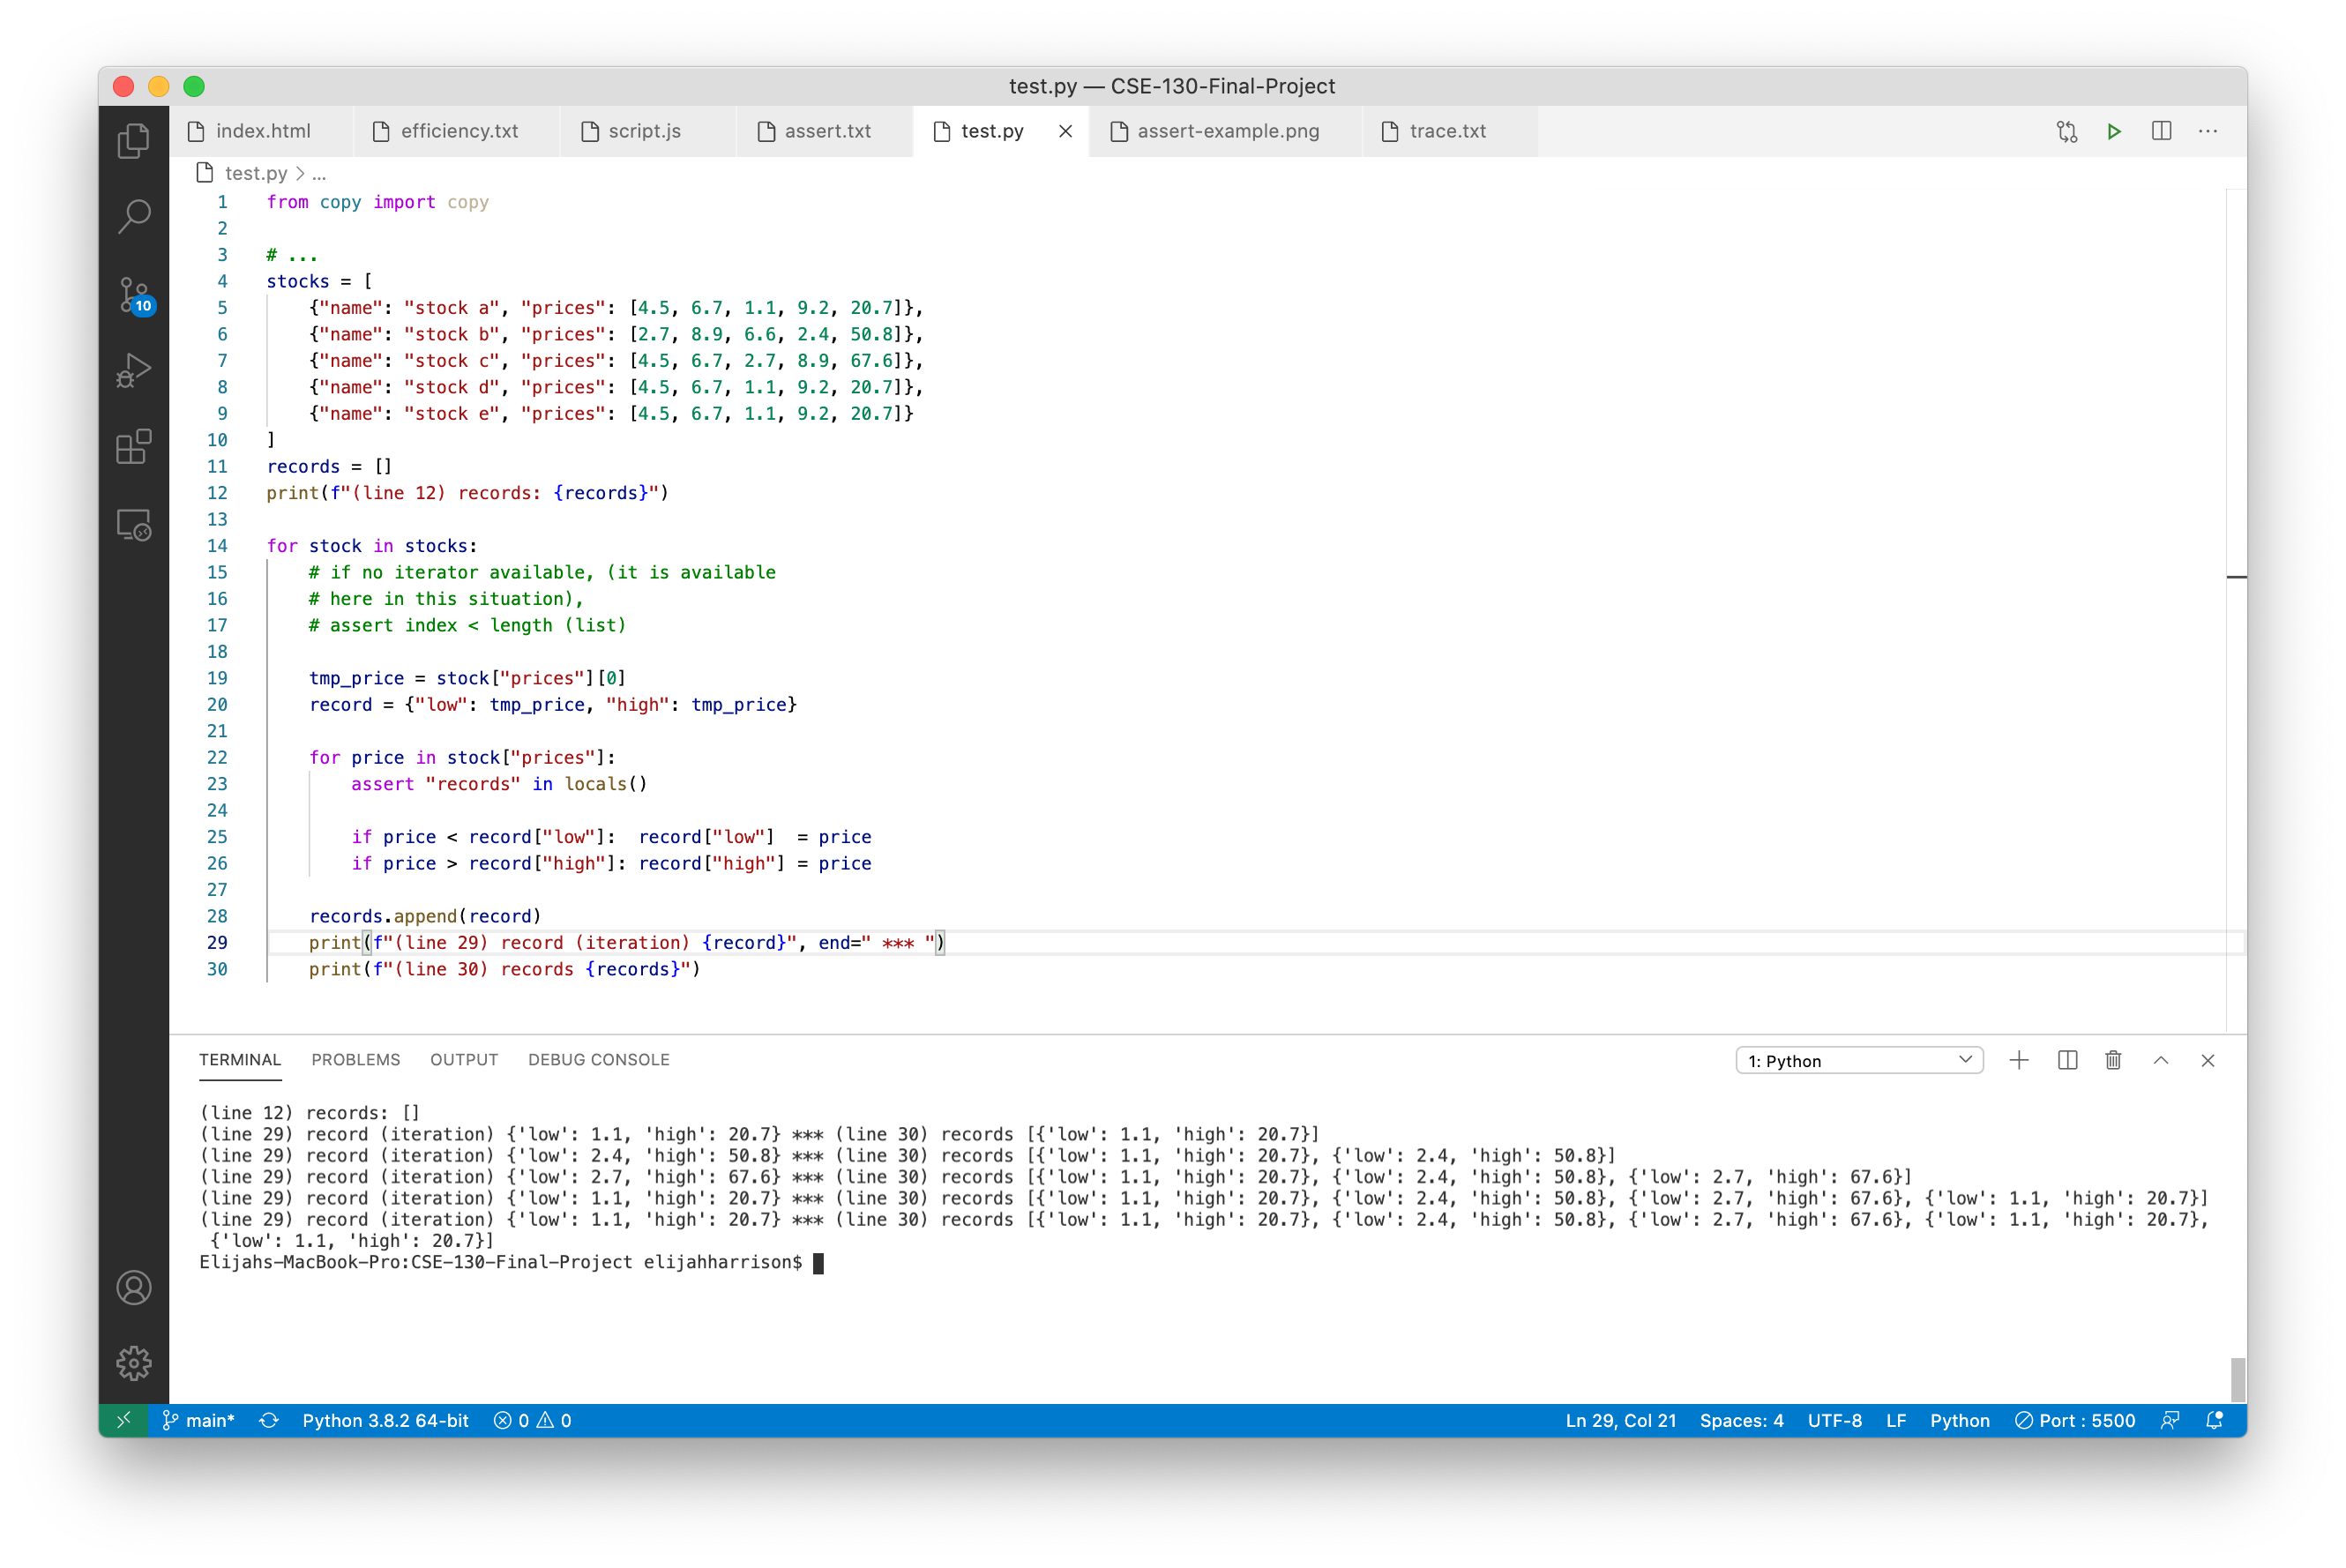 test.py — CSE-130-Final-Project
index.html efficiency.txt script.js assert.txt test.py assert-example.png trace.txt
test.py > ...
10
1 from copy import copy
2
3 # ...
4 stocks = [
5     {"name": "stock a", "prices": [4.5, 6.7, 1.1, 9.2, 20.7]},
6     {"name": "stock b", "prices": [2.7, 8.9, 6.6, 2.4, 50.8]},
7     {"name": "stock c", "prices": [4.5, 6.7, 2.7, 8.9, 67.6]},
8     {"name": "stock d", "prices": [4.5, 6.7, 1.1, 9.2, 20.7]},
9     {"name": "stock e", "prices": [4.5, 6.7, 1.1, 9.2, 20.7]}
10 ]
11 records = []
12 print(f"(line 12) records: {records}")
13
14 for stock in stocks:
15     # if no iterator available, (it is available
16     # here in this situation),
17     # assert index < length (list)
18
19     tmp_price = stock["prices"][0]
20     record = {"low": tmp_price, "high": tmp_price}
21
22     for price in stock["prices"]:
23         assert "records" in locals()
24
25         if price < record["low"]:  record["low"]  = price
26         if price > record["high"]: record["high"] = price
27
28     records.append(record)
29     print(f"(line 29) record (iteration) {record}", end=" *** ")
30     print(f"(line 30) records {records}")
TERMINAL PROBLEMS OUTPUT DEBUG CONSOLE 1: Python
(line 12) records: []
(line 29) record (iteration) {'low': 1.1, 'high': 20.7} *** (line 30) records [{'low': 1.1, 'high': 20.7}]
(line 29) record (iteration) {'low': 2.4, 'high': 50.8} *** (line 30) records [{'low': 1.1, 'high': 20.7}, {'low': 2.4, 'high': 50.8}]
(line 29) record (iteration) {'low': 2.7, 'high': 67.6} *** (line 30) records [{'low': 1.1, 'high': 20.7}, {'low': 2.4, 'high': 50.8}, {'low': 2.7, 'high': 67.6}]
(line 29) record (iteration) {'low': 1.1, 'high': 20.7} *** (line 30) records [{'low': 1.1, 'high': 20.7}, {'low': 2.4, 'high': 50.8}, {'low': 2.7, 'high': 67.6}, {'low': 1.1, 'high': 20.7}]
(line 29) record (iteration) {'low': 1.1, 'high': 20.7} *** (line 30) records [{'low': 1.1, 'high': 20.7}, {'low': 2.4, 'high': 50.8}, {'low': 2.7, 'high': 67.6}, {'low': 1.1, 'high': 20.7},
 {'low': 1.1, 'high': 20.7}]
Elijahs-MacBook-Pro:CSE-130-Final-Project elijahharrison$
main* Python 3.8.2 64-bit 0 0 Ln 29, Col 21 Spaces: 4 UTF-8 LF Python Port : 5500